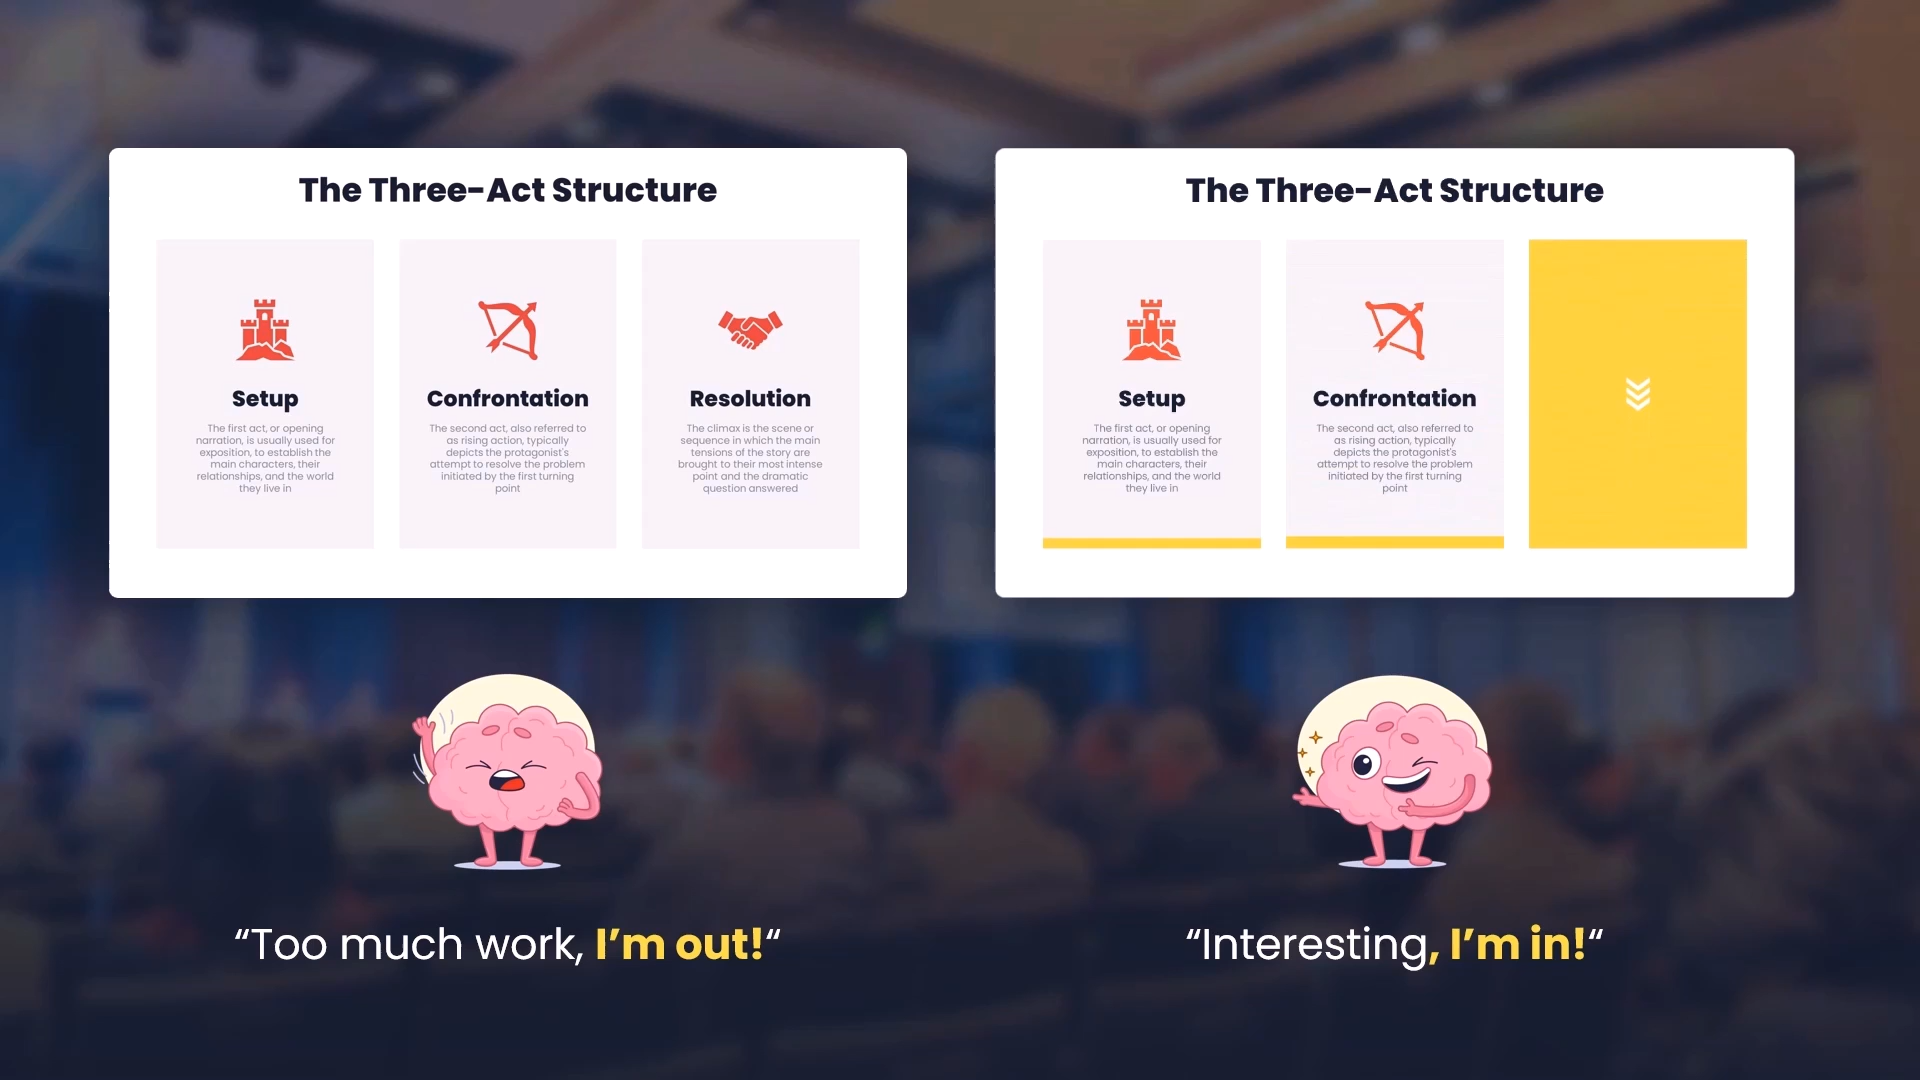 The Three-Act Structure
Setup
The first act, or opening
narration, is usually used for
exposition, to establish the
main characters, their
relationships, and the world
they live in
Confrontation
The second act, also referred to
as rising action, typically
depicts the protagonist's
attempt to resolve the problem
initiated by the first turning
point
Resolution
The climax is the scene or
sequence in which the main
tensions of the story are
brought to their most intense
point and the dramatic
question answered
The Three-Act Structure
Setup
The first act, or opening
narration, is usually used for
exposition, to establish the
main characters, their
relationships, and the world
they live in
Confrontation
The second act, also referred to
as rising action, typically
depicts the protagonist's
attempt to resolve the problem
initiated by the first turning
point
“Too much work, I’m out!“
“Interesting, I’m in!“